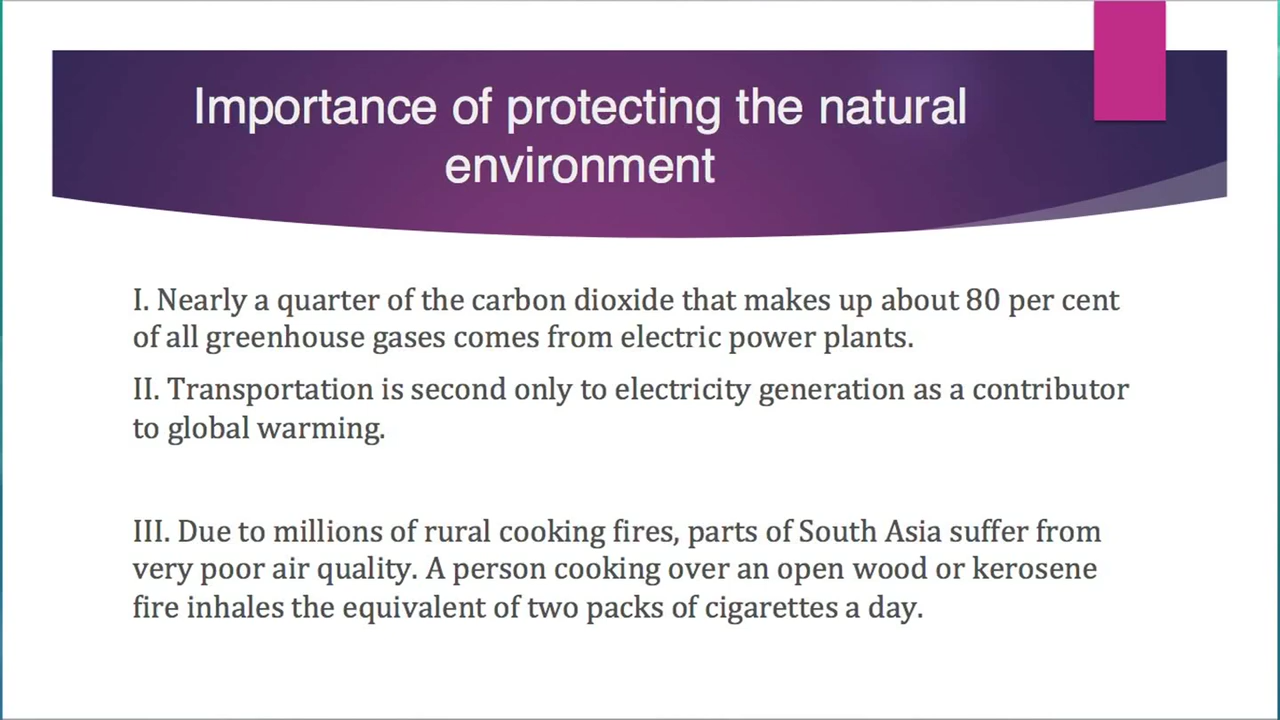 Importance of protecting the natural
environment
I. Nearly a quarter of the carbon dioxide that makes up about 80 per cent
of all greenhouse gases comes from electric power plants.
II. Transportation is second only to electricity generation as a contributor
to global warming.
III. Due to millions of rural cooking fires, parts of South Asia suffer from
very poor air quality. A person cooking over an open wood or kerosene
fire inhales the equivalent of two packs of cigarettes a day.